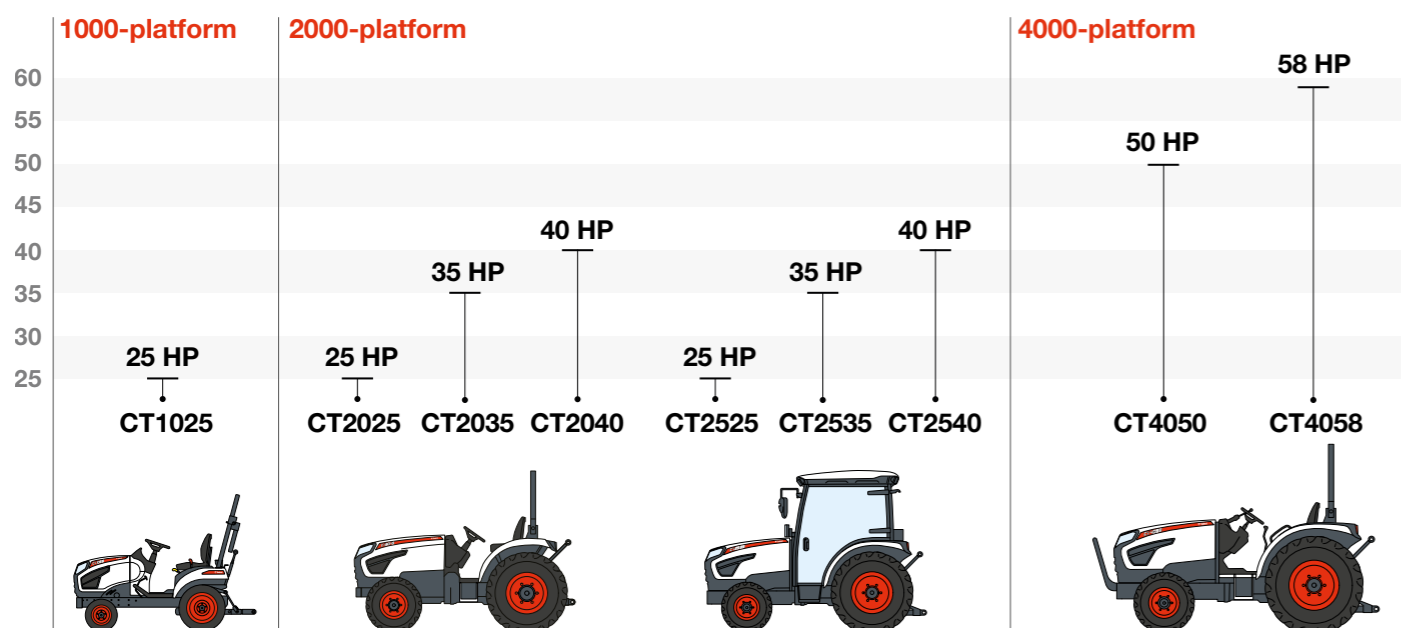 1000-platform
2000-platform
4000-platform
60
55
50
45
40
35
30
25
25 HP
25 HP
35 HP
40 HP
25 HP
35 HP
40 HP
50 HP
58 HP
CT1025
CT2025
CT2035
CT2040
CT2525
CT2535
CT2540
CT4050
CT4058